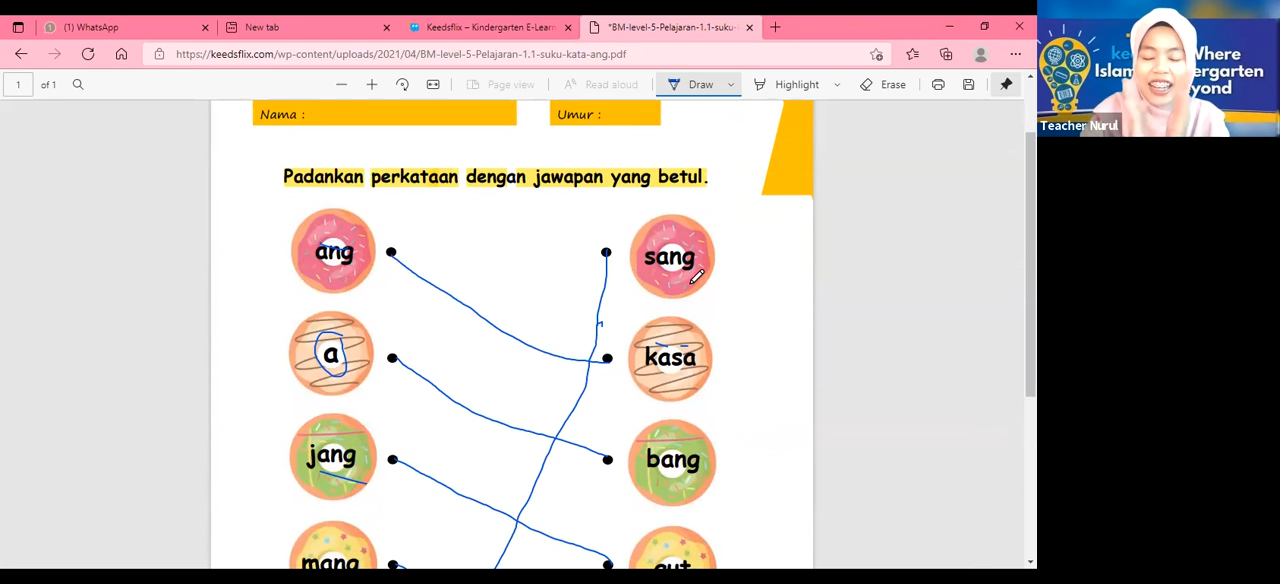 (1) WhatsApp
New tab
Keedsflix – Kindergarten E-Learn
*BM-level-5-Pelajaran-1.1-suku-
https://keedsflix.com/wp-content/uploads/2021/04/BM-level-5-Pelajaran-1.1-suku-kata-ang.pdf
1 of 1
Page view
Read aloud
Draw
Highlight
Erase
Nama :
Umur :
Padankan perkataan dengan jawapan yang betul.
ang
sang
a
kasa
jang
bang
mang
Where
Islam
Teacher Nurul